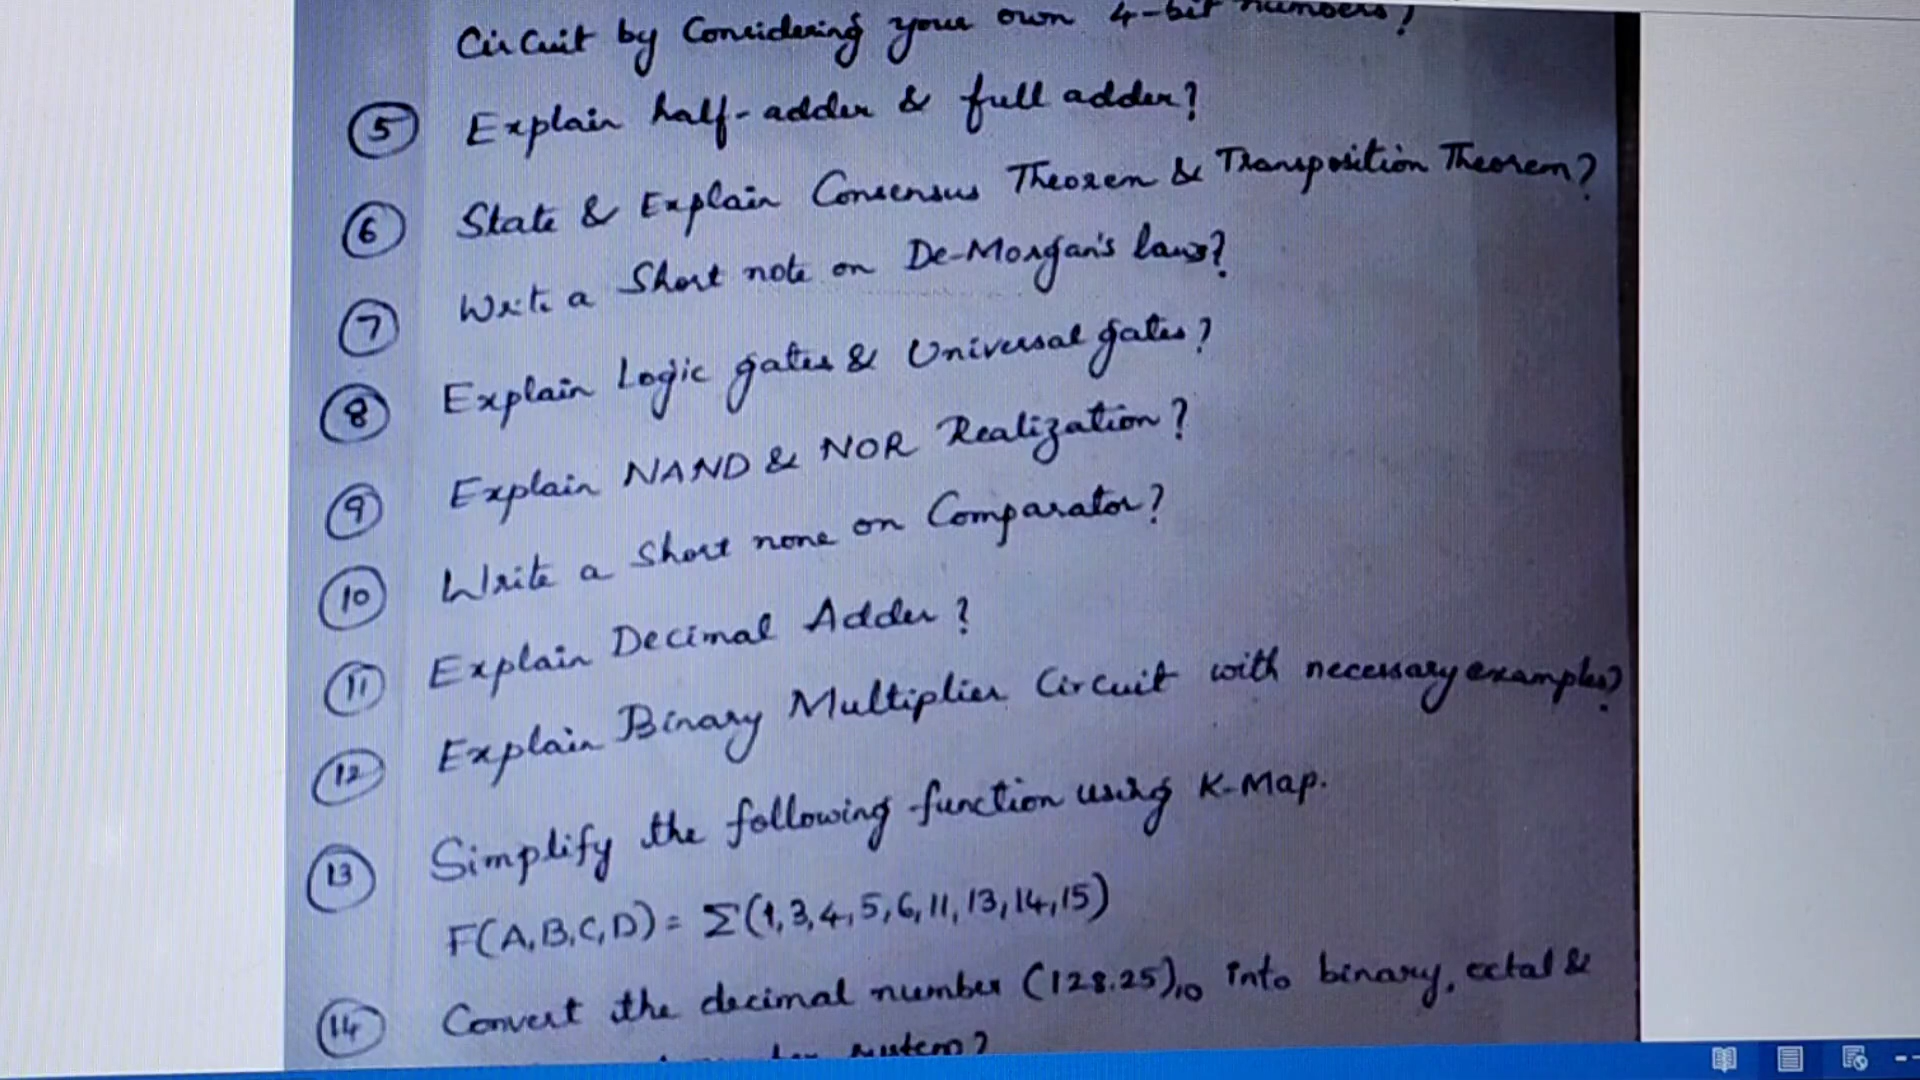 Circuit by Considering your own 4-bit numbers?
5 Explain half-adder & full adder?
6 State & Explain Consensus Theorem & Transposition Theorem?
7 Write a Short note on De-Morgan's laws?
8 Explain Logic gates & Universal gates?
9 Explain NAND & NOR Realization?
10 Write a Short none on Comparator?
11 Explain Decimal Adder?
12 Explain Binary Multiplier Circuit with necessary examples?
13 Simplify the following function using K-Map.
F(A,B,C,D) = Σ(1,3,4,5,6,11,13,14,15)
14 Convert the decimal number (128.25)10 into binary, octal &
system?